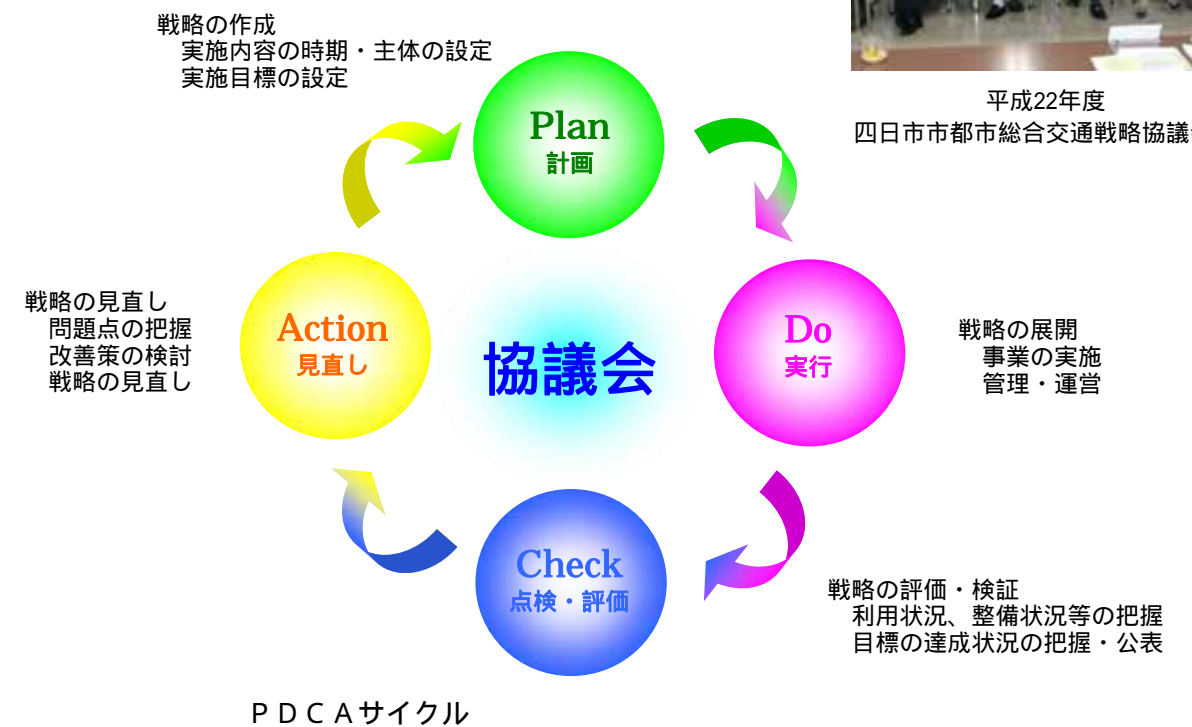 戦略の作成
実施内容の時期・主体の設定
実施目標の設定
平成22年度
四日市市都市総合交通戦略協議
Plan
計画
戦略の見直し
問題点の把握
改善策の検討
戦略の見直し
Action
見直し
協議会
Do
実行
戦略の展開
事業の実施
管理・運営
Check
点検・評価
戦略の評価・検証
利用状況、整備状況等の把握
目標の達成状況の把握・公表
ＰＤＣＡサイクル